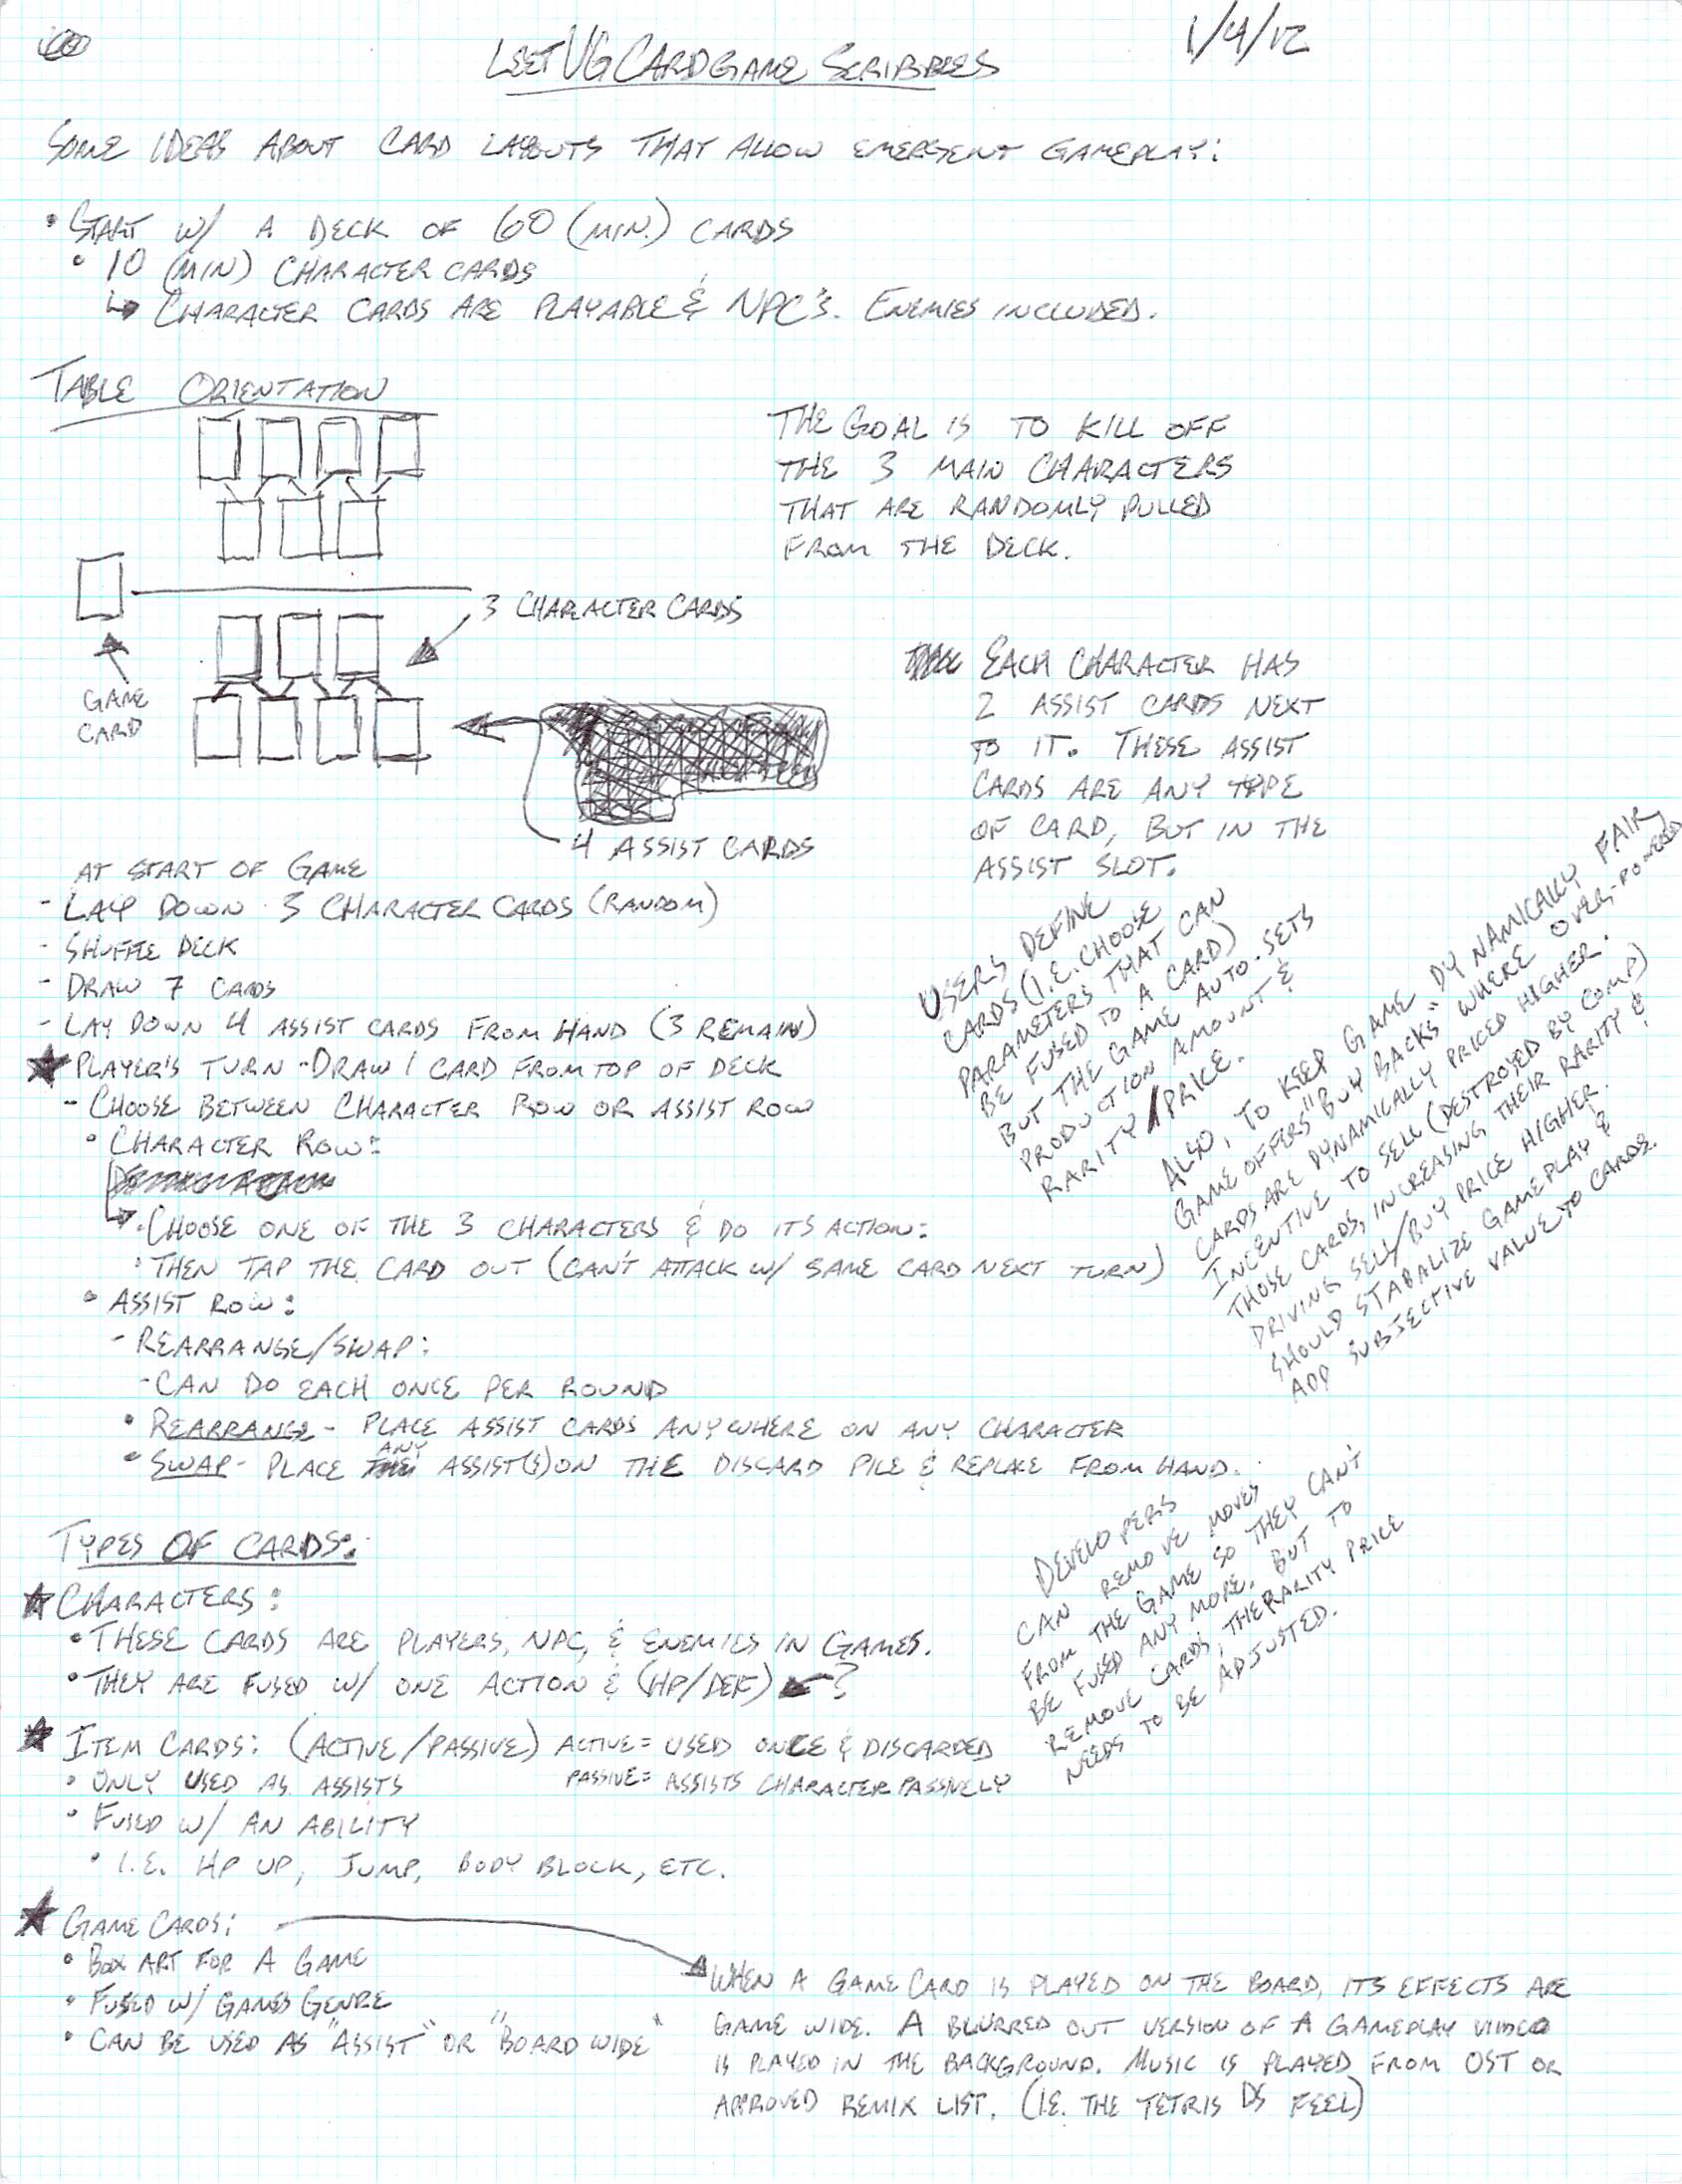 LEET VG CARDGAME SCRIBBLES
1/4/12
SOME IDEAS ABOUT CARD LAYOUTS THAT ALLOW EMERGENT GAMEPLAY:
• START W/ A DECK OF 60 (MIN.) CARDS
• 10 (MIN) CHARACTER CARDS
↳ CHARACTER CARDS ARE PLAYABLE & NPC'S. ENEMIES INCLUDED.
TABLE ORIENTATION
THE GOAL IS TO KILL OFF
THE 3 MAIN CHARACTERS
THAT ARE RANDOMLY PULLED
FROM THE DECK.
3 CHARACTER CARDS
GAME
CARD
4 ASSIST CARDS
EACH CHARACTER HAS
2 ASSIST CARDS NEXT
TO IT. THESE ASSIST
CARDS ARE ANY TYPE
OF CARD, BUT IN THE
ASSIST SLOT.
AT START OF GAME
- LAY DOWN 3 CHARACTER CARDS (RANDOM)
- SHUFFLE DECK
- DRAW 7 CARDS
- LAY DOWN 4 ASSIST CARDS FROM HAND (3 REMAIN)
★ PLAYER'S TURN - DRAW 1 CARD FROM TOP OF DECK
- CHOOSE BETWEEN CHARACTER ROW OR ASSIST ROW
• CHARACTER ROW:
↳ • CHOOSE ONE OF THE 3 CHARACTERS & DO ITS ACTION:
• THEN TAP THE CARD OUT (CAN'T ATTACK W/ SAME CARD NEXT TURN)
• ASSIST ROW:
- REARRANGE/SWAP:
- CAN DO EACH ONCE PER ROUND
• REARRANGE - PLACE ASSIST CARDS ANYWHERE ON ANY CHARACTER
• SWAP - PLACE ANY ASSIST(S) ON THE DISCARD PILE & REPLACE FROM HAND.
USERS DEFINE
CARDS (I.E. CHOOSE
PARAMETERS THAT CAN
BE FUSED TO A CARD)
BUT THE GAME AUTO-SETS
PRODUCTION AMOUNT &
RARITY/PRICE.
ALSO, TO KEEP GAME DYNAMICALLY FAIR,
GAME OFFERS "BUY BACKS" WHERE OVER-POWERED
CARDS ARE DYNAMICALLY PRICED HIGHER.
INCENTIVE TO SELL (DESTROYED BY COMP)
THOSE CARDS, INCREASING THEIR RARITY &
DRIVING SELL/BUY PRICE HIGHER.
SHOULD STABALIZE GAMEPLAY &
ADD SUBJECTIVE VALUE TO CARDS.
TYPES OF CARDS:
★ CHARACTERS:
• THESE CARDS ARE PLAYERS, NPC, & ENEMIES IN GAMES.
• THEY ARE FUSED W/ ONE ACTION & (HP/DEF) ?
★ ITEM CARDS: (ACTIVE/PASSIVE) ACTIVE = USED ONCE & DISCARDED
• ONLY USED AS ASSISTS
PASSIVE = ASSISTS CHARACTER PASSIVELY
• FUSED W/ AN ABILITY
• I.E. HP UP, JUMP, BODY BLOCK, ETC.
DEVELOPERS
CAN REMOVE MOVES
FROM THE GAME SO THEY CAN'T
BE FUSED ANY MORE. BUT TO
REMOVE CARDS, THE RARITY PRICE
NEEDS TO BE ADJUSTED.
★ GAME CARDS:
• BOX ART FOR A GAME
• FUSED W/ GAMES GENRE
• CAN BE USED AS "ASSIST" OR "BOARD WIDE"
WHEN A GAME CARD IS PLAYED ON THE BOARD, ITS EFFECTS ARE
GAME WIDE. A BLURRED OUT VERSION OF A GAMEPLAY VIDEO
IS PLAYED IN THE BACKGROUND. MUSIC IS PLAYED FROM OST OR
APPROVED REMIX LIST. (I.E. THE TETRIS DS FEEL)